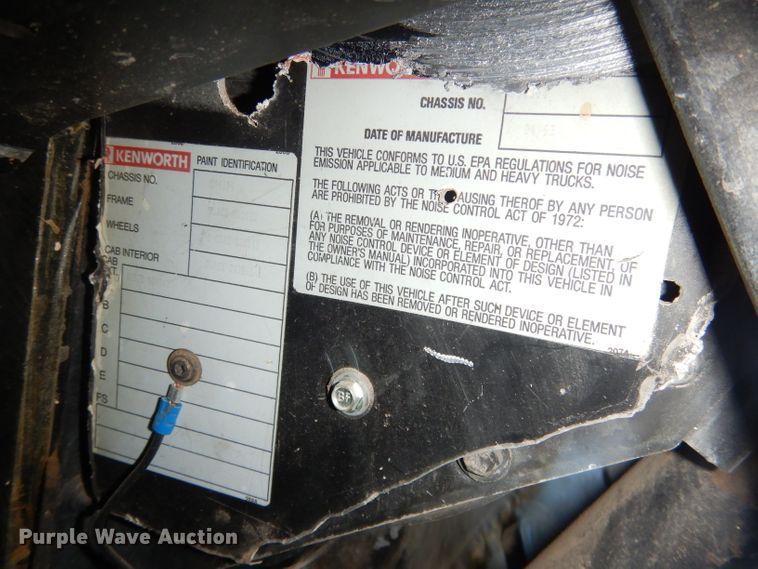 KENWORTH PAINT IDENTIFICATION
CHASSIS NO.
FRAME
WHEELS
CAB INTERIOR
CAB
EXT.
B
C
D
E
FS
KENWO
CHASSIS NO.
DATE OF MANUFACTURE
THIS VEHICLE CONFORMS TO U.S. EPA REGULATIONS FOR NOISE
EMISSION APPLICABLE TO MEDIUM AND HEAVY TRUCKS.
THE FOLLOWING ACTS OR TH CAUSING THEROF BY ANY PERSON
ARE PROHIBITED BY THE NOISE CONTROL ACT OF 1972:
(A) THE REMOVAL OR RENDERING INOPERATIVE, OTHER THAN
FOR PURPOSES OF MAINTENANCE, REPAIR, OR REPLACEMENT, OF
ANY NOISE CONTROL DEVICE OR ELEMENT OF DESIGN (LISTED IN
THE OWNER'S MANUAL) INCORPORATED INTO THIS VEHICLE IN
COMPLIANCE WITH THE NOISE CONTROL ACT.
(B) THE USE OF THIS VEHICLE AFTER SUCH DEVICE OR ELEMENT
OF DESIGN HAS BEEN REMOVED OR RENDERED INOPERATIVE.
Purple Wave Auction